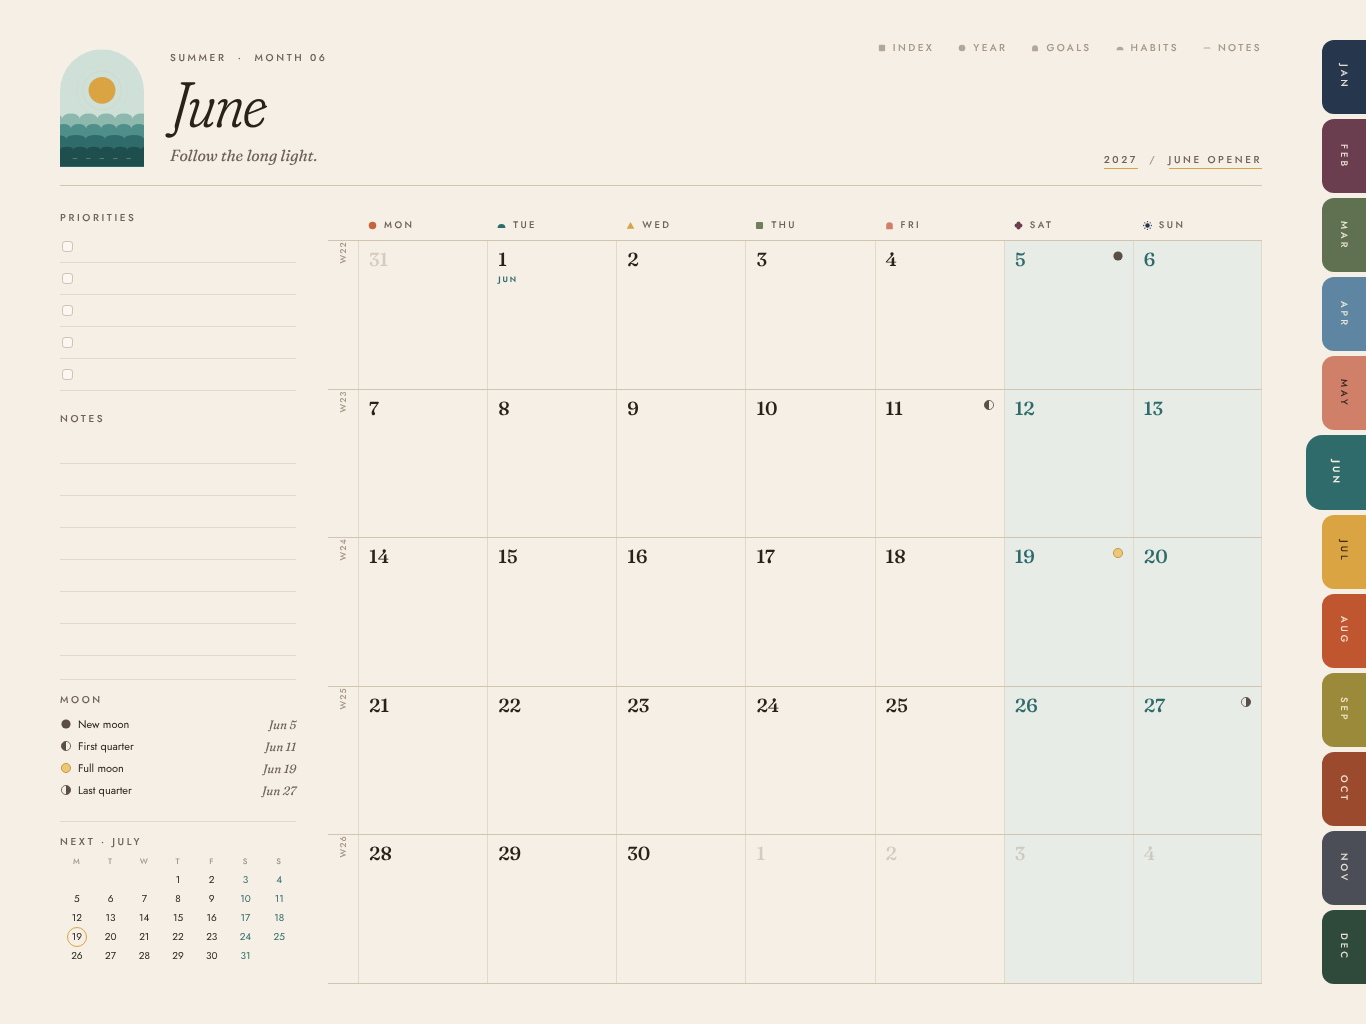 SUMMER · MONTH 06
June
Follow the long light.
INDEX YEAR GOALS HABITS NOTES
2027 / JUNE OPENER
PRIORITIES
NOTES
MOON
New moon Jun 5
First quarter Jun 11
Full moon Jun 19
Last quarter Jun 27
NEXT · JULY
M T W T F S S
1 2 3 4
5 6 7 8 9 10 11
12 13 14 15 16 17 18
19 20 21 22 23 24 25
26 27 28 29 30 31
MON TUE WED THU FRI SAT SUN
W22 31 1 2 3 4 5 6
JUN
W23 7 8 9 10 11 12 13
W24 14 15 16 17 18 19 20
W25 21 22 23 24 25 26 27
W26 28 29 30 1 2 3 4
JAN
FEB
MAR
APR
MAY
JUN
JUL
AUG
SEP
OCT
NOV
DEC